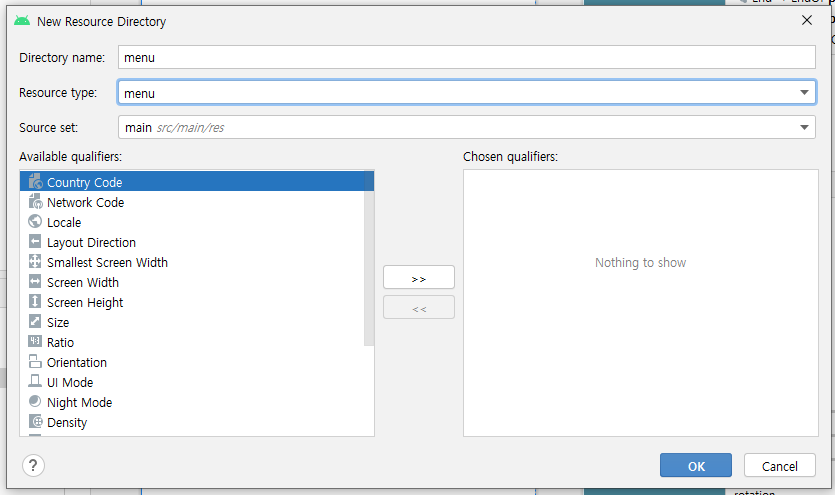 New Resource Directory
Directory name: menu
Resource type: menu
Source set: main src/main/res
Available qualifiers:
Chosen qualifiers:
Country Code
Network Code
Locale
Layout Direction
Smallest Screen Width
Screen Width
Screen Height
Size
Ratio
Orientation
UI Mode
Night Mode
Density
>>
<<
Nothing to show
?
OK
Cancel
rotation